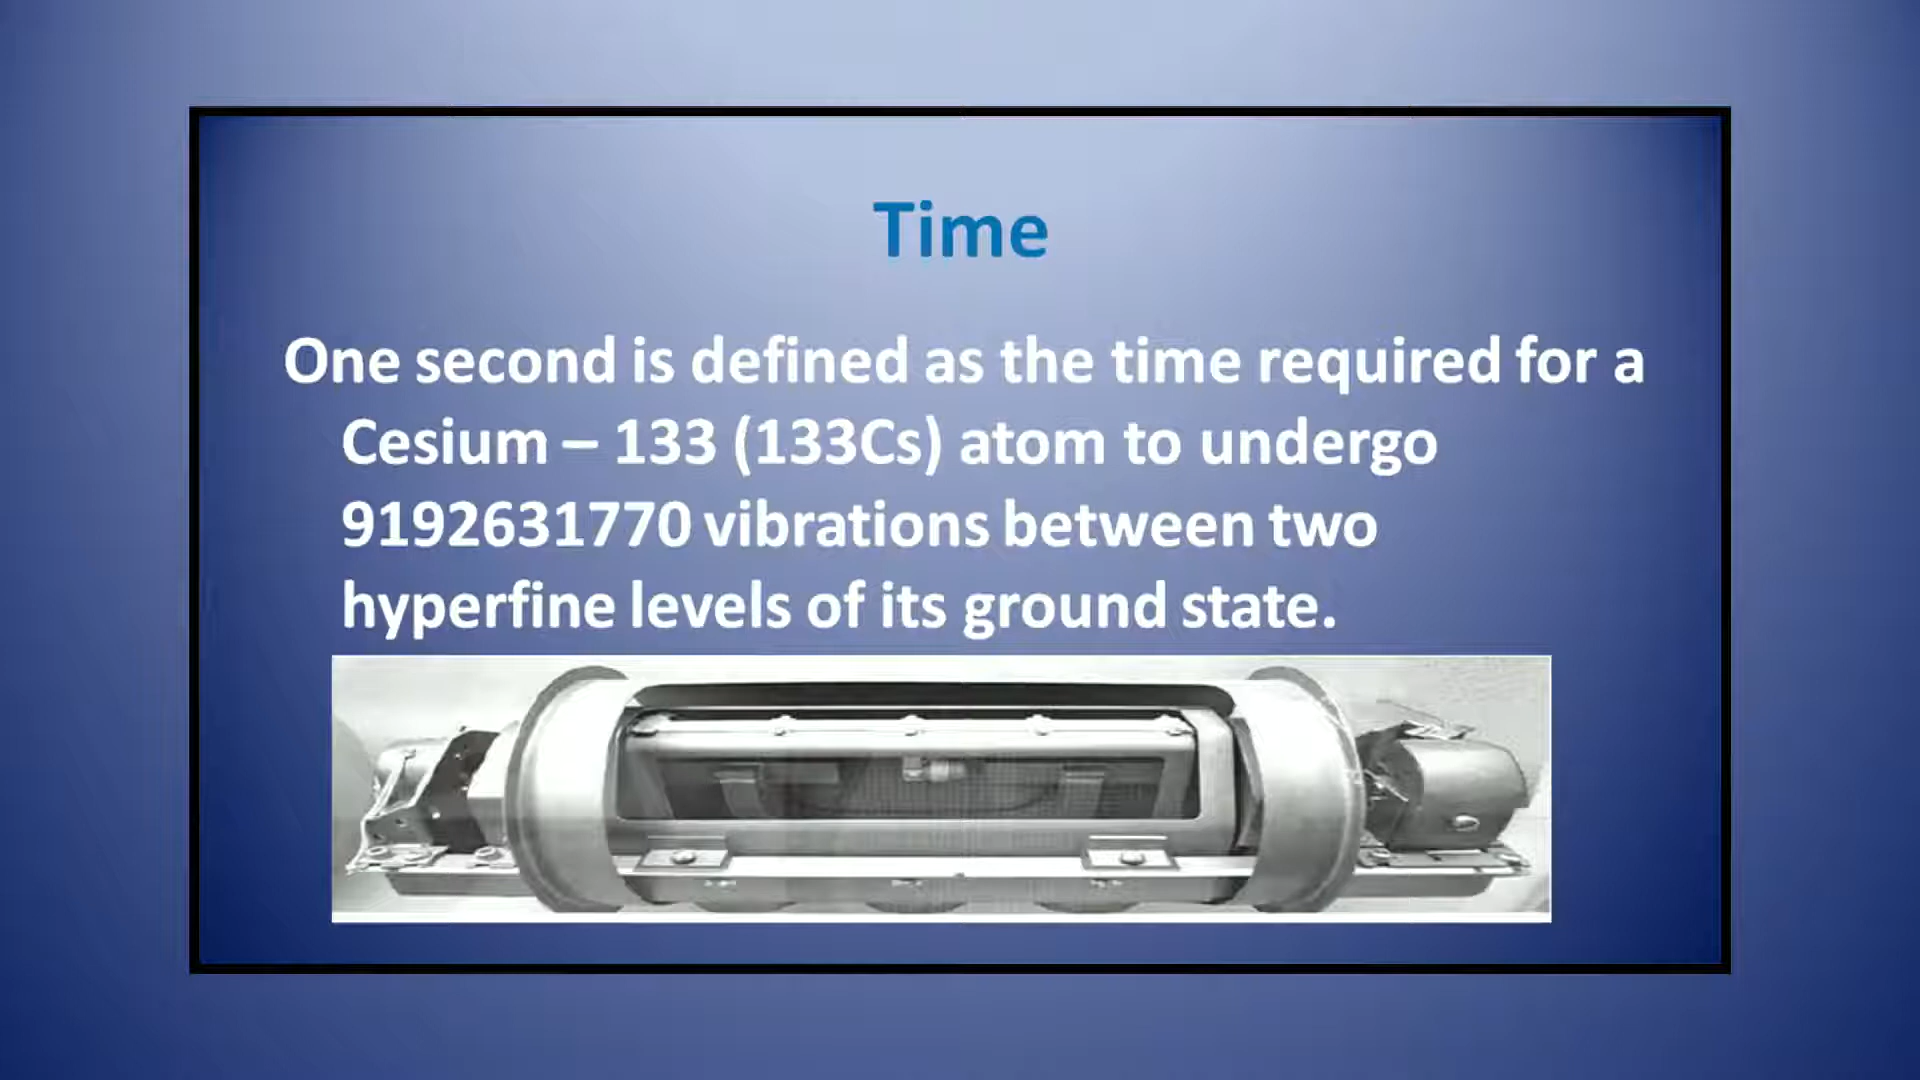 Time
One second is defined as the time required for a
Cesium – 133 (133Cs) atom to undergo
9192631770 vibrations between two
hyperfine levels of its ground state.